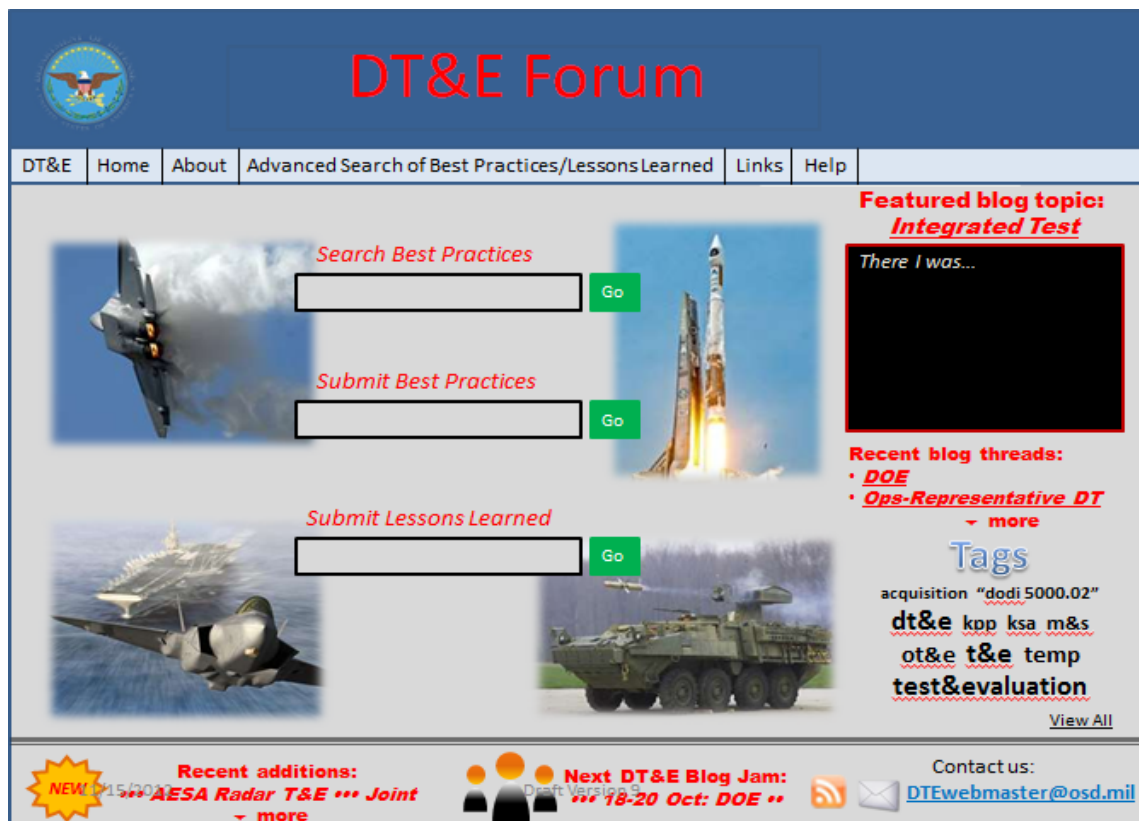 DT&E Forum
DT&E Home About Advanced Search of Best Practices/Lessons Learned Links Help
Search Best Practices
Go
Submit Best Practices
Go
Submit Lessons Learned
Go
Featured blog topic:
Integrated Test
There I was...
Recent blog threads:
• DOE
• Ops-Representative DT
more
Tags
acquisition “dodi 5000.02”
dt&e kpp ksa m&s
ot&e t&e temp
test&evaluation
View All
NEW
11/15/2012
Recent additions:
••• AESA Radar T&E ••• Joint
more
Next DT&E Blog Jam:
Draft Version 9
••• 18-20 Oct: DOE ••
Contact us:
DTEwebmaster@osd.mil